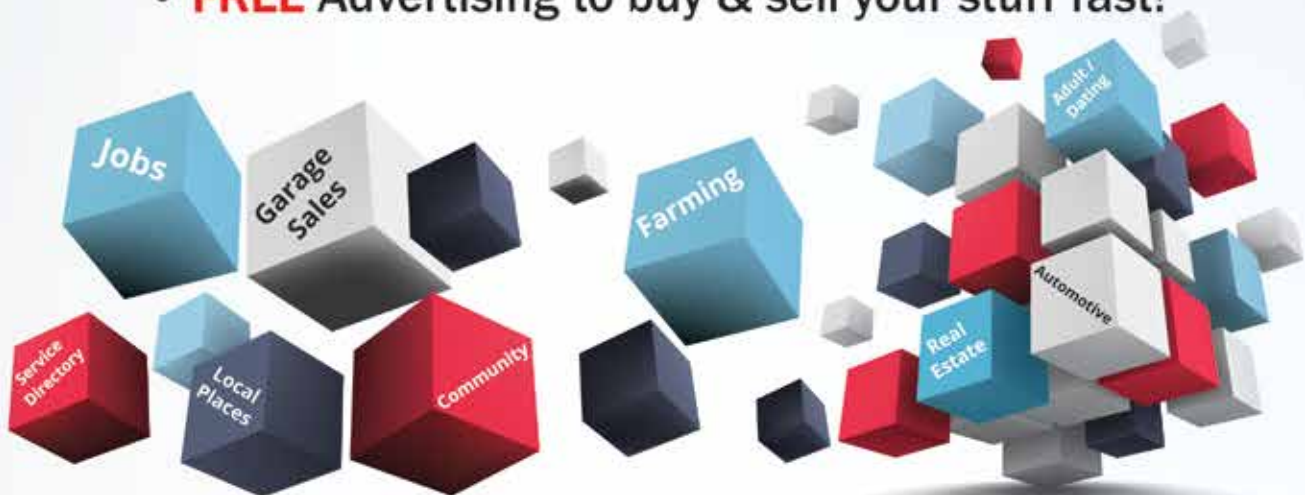 • FREE Advertising to buy & sell your stuff fast!
Jobs
Garage
Sales
Farming
Adult /
Dating
Service
Directory
Local
Places
Community
Real
Estate
Automotive